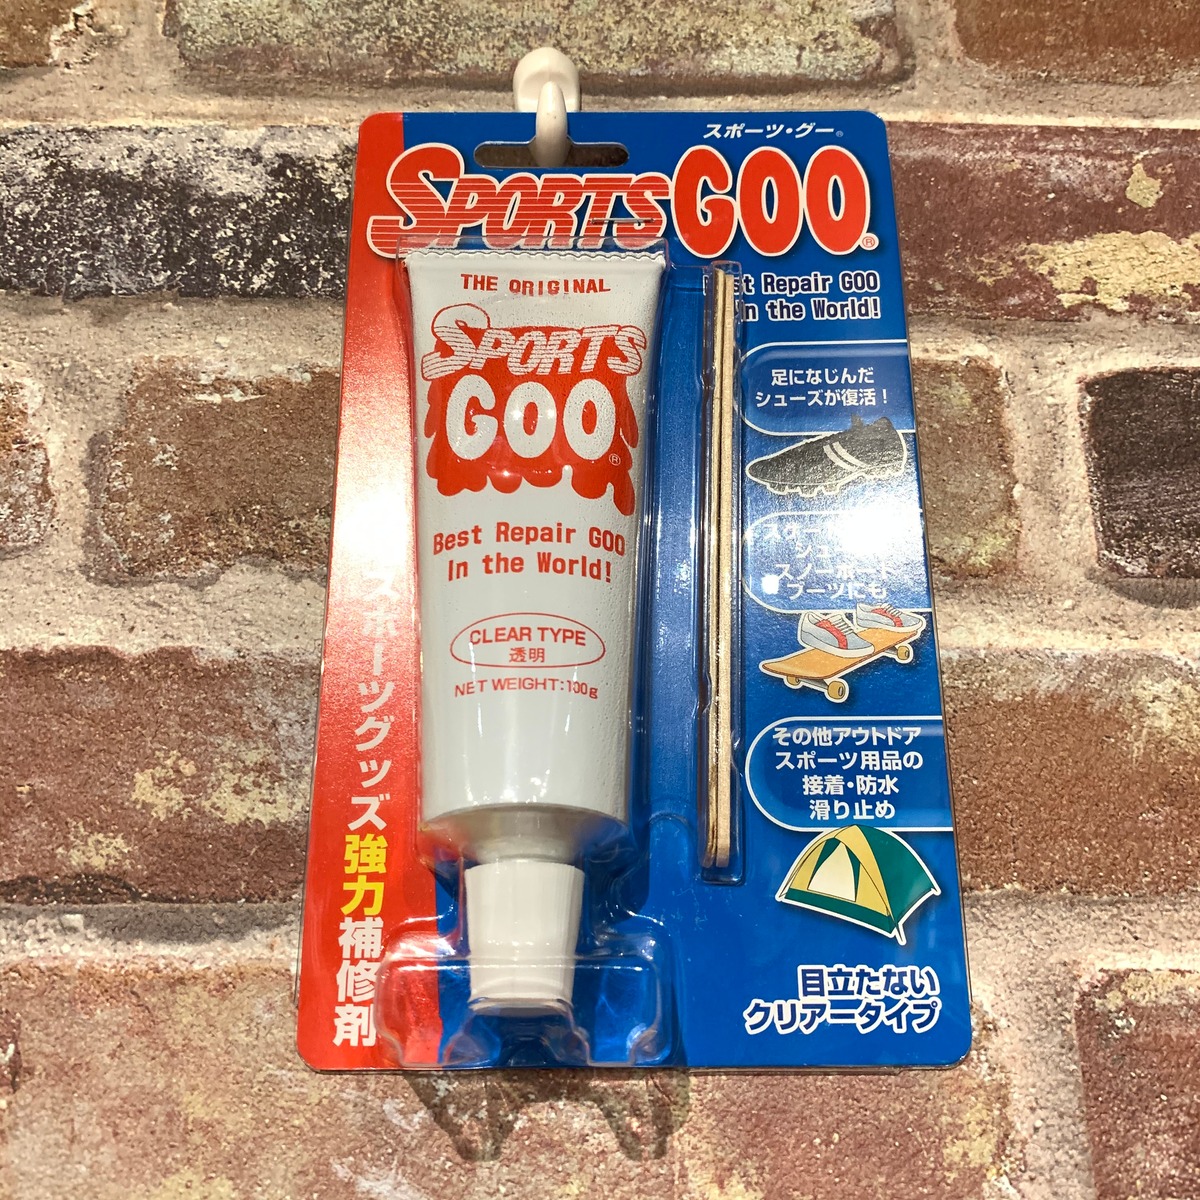 スポーツ・グー®
SPORTS GOO®
Best Repair GOO
In the World!
THE ORIGINAL
SPORTS
GOO®
Best Repair GOO
In the World!
CLEAR TYPE
透明
NET WEIGHT:100g
足になじんだ
シューズが復活！
スノーボード
ブーツにも
その他アウトドア
スポーツ用品の
接着・防水
滑り止め
目立たない
クリアータイプ
スポーツグッズ強力補修剤